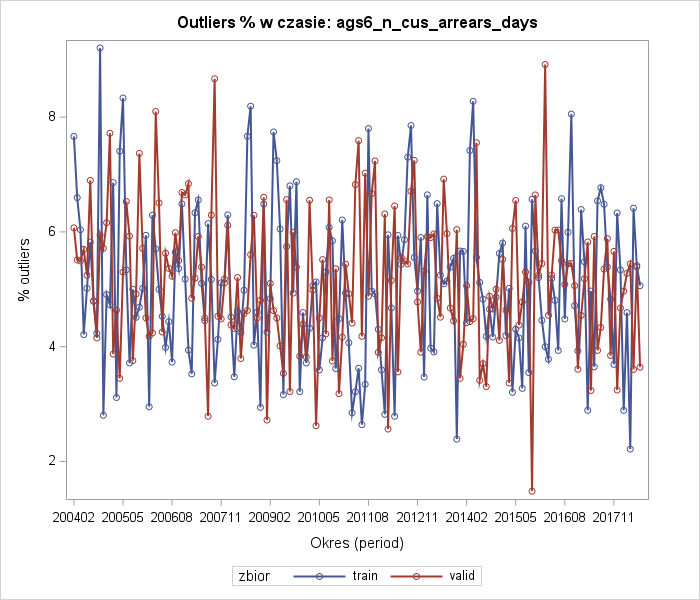 Outliers % w czasie: ags6_n_cus_arrears_days
% outliers
8
6
4
2
200402 200505 200608 200711 200902 201005 201108 201211 201402 201505 201608 201711
Okres (period)
zbior train valid